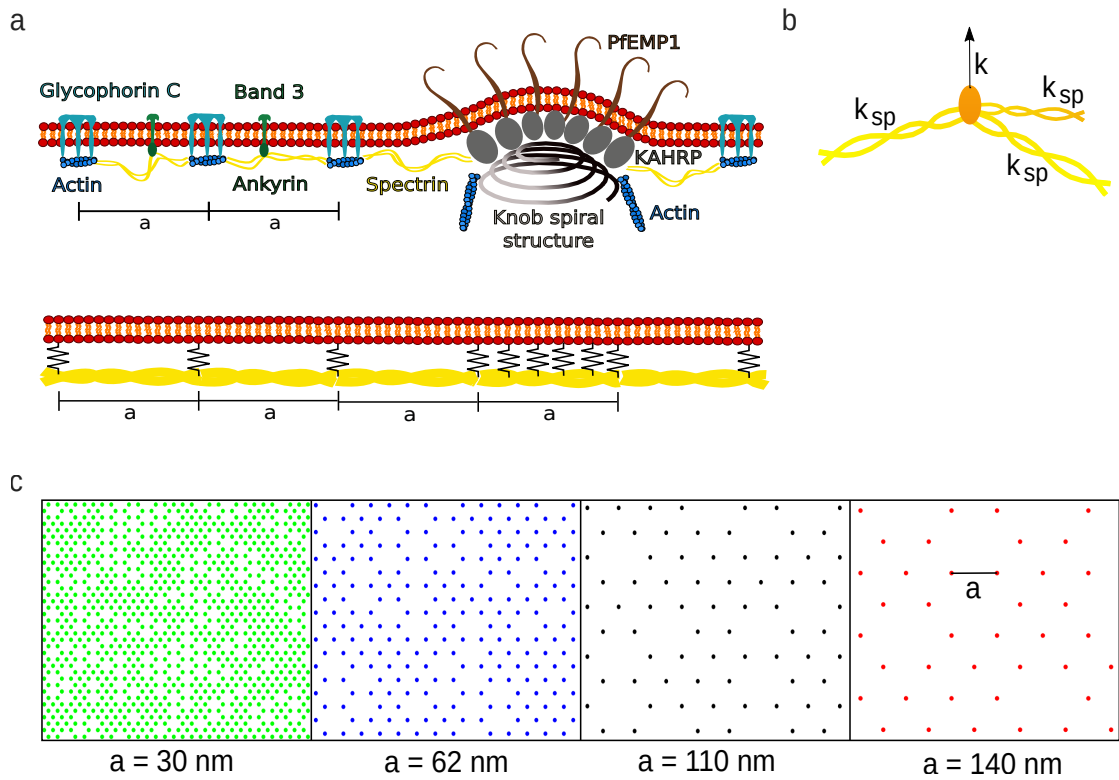 a
PfEMP1
Glycophorin C
Band 3
KAHRP
Actin
Ankyrin
Spectrin
Actin
Knob spiral
structure
a
a
a
a
a
a
b
k
k sp
k sp
k sp
c
a
a = 30 nm
a = 62 nm
a = 110 nm
a = 140 nm